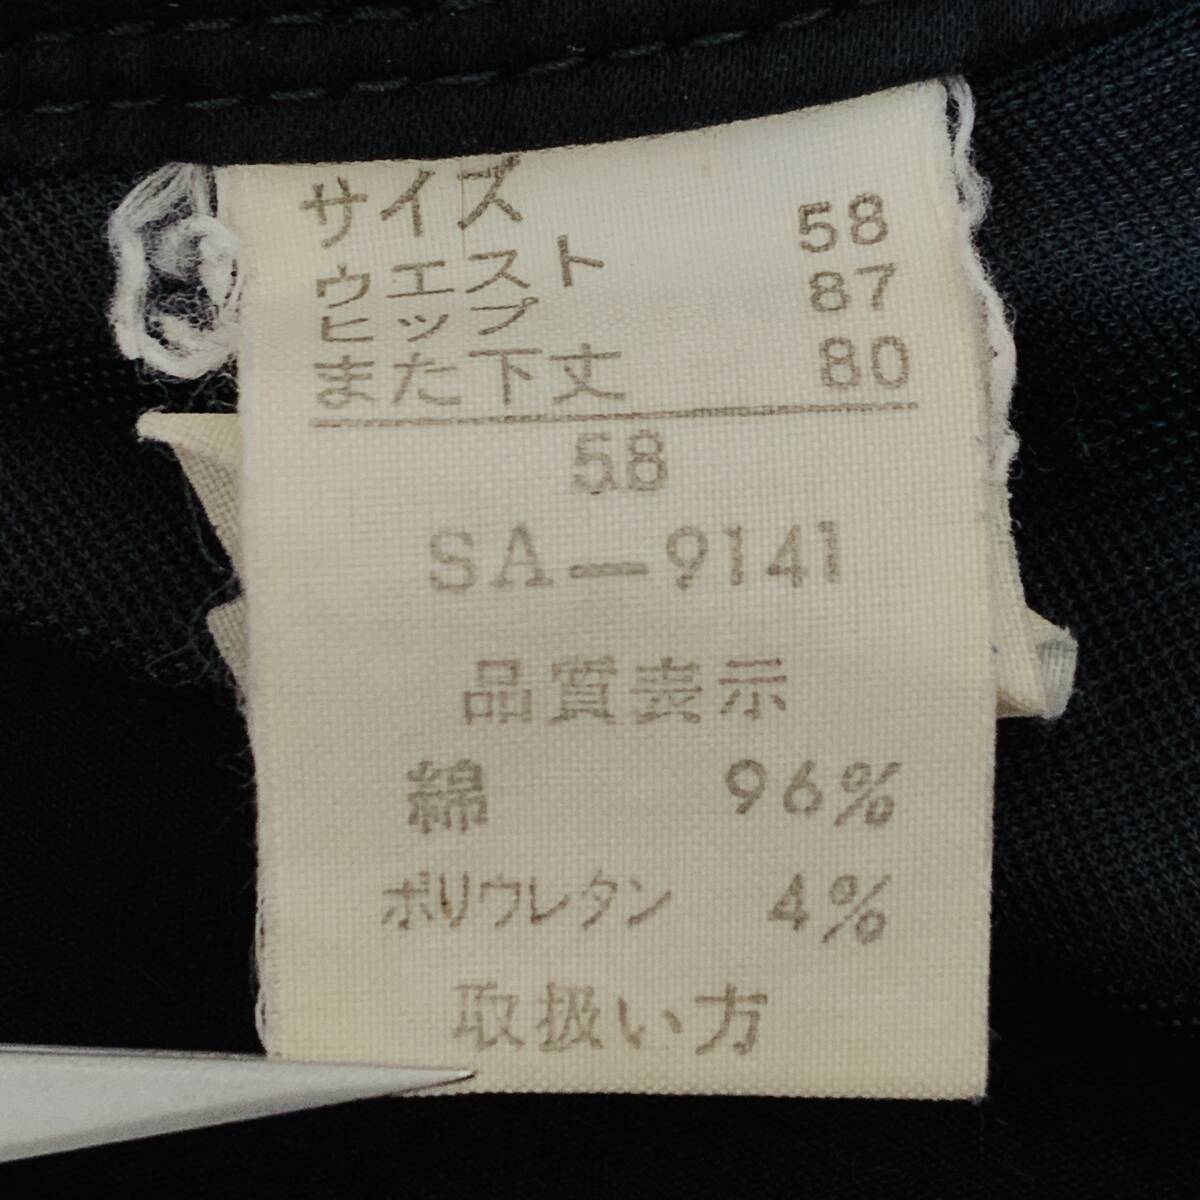 サイズ
ウエスト 58
ヒップ 87
また下丈 80
58
SA-9141
品質表示
綿 96%
ポリウレタン 4%
取扱い方